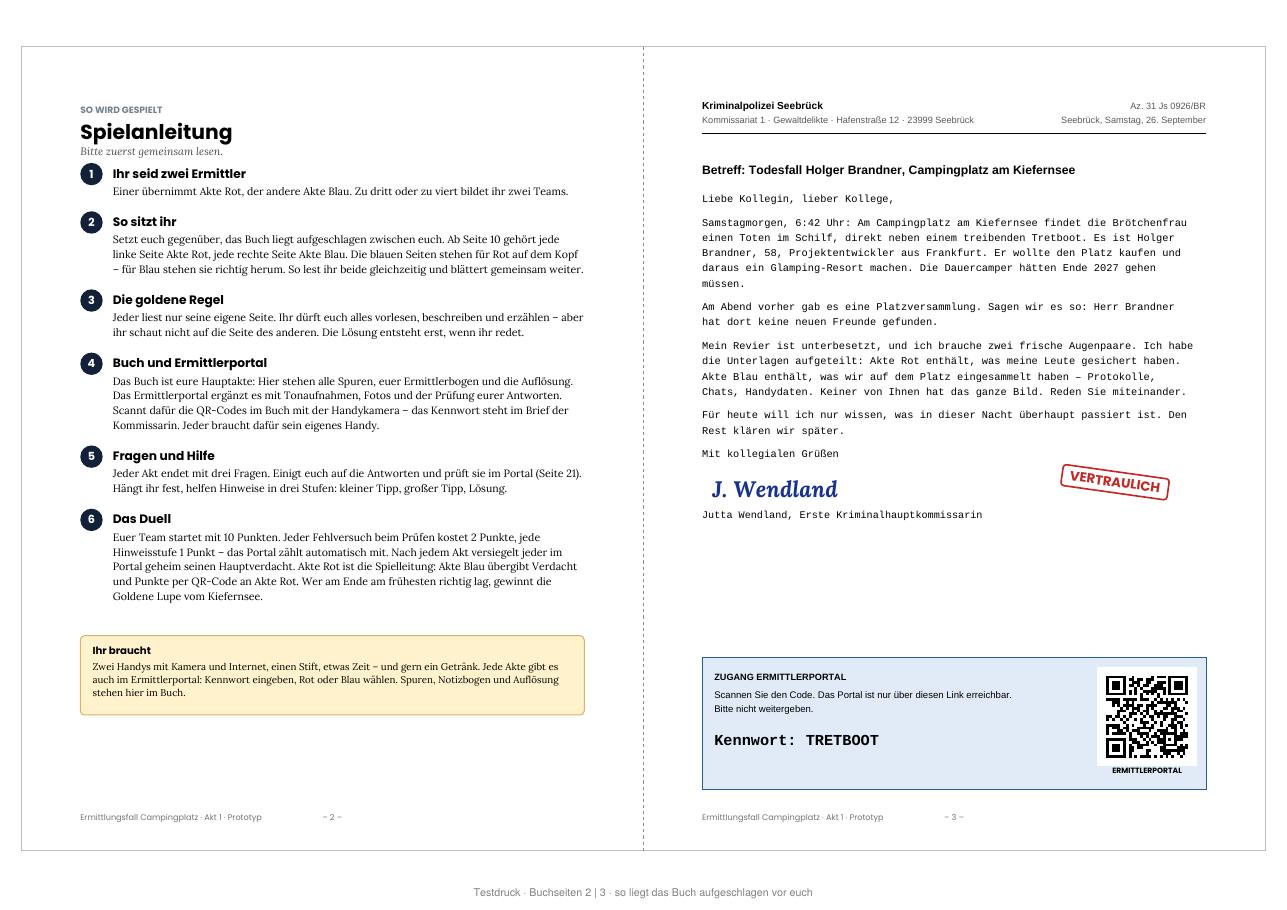 SO WIRD GESPIELT
Spielanleitung
Bitte zuerst gemeinsam lesen.
1 Ihr seid zwei Ermittler
Einer übernimmt Akte Rot, der andere Akte Blau. Zu dritt oder zu viert bildet ihr zwei Teams.
2 So sitzt ihr
Setzt euch gegenüber, das Buch liegt aufgeschlagen zwischen euch. Ab Seite 10 gehört jede
linke Seite Akte Rot, jede rechte Seite Akte Blau. Die blauen Seiten stehen für Rot auf dem Kopf
– für Blau stehen sie richtig herum. So lest ihr beide gleichzeitig und blättert gemeinsam weiter.
3 Die goldene Regel
Jeder liest nur seine eigene Seite. Ihr dürft euch alles vorlesen, beschreiben und erzählen – aber
ihr schaut nicht auf die Seite des anderen. Die Lösung entsteht erst, wenn ihr redet.
4 Buch und Ermittlerportal
Das Buch ist eure Hauptakte: Hier stehen alle Spuren, euer Ermittlerbogen und die Auflösung.
Das Ermittlerportal ergänzt es mit Tonaufnahmen, Fotos und der Prüfung eurer Antworten.
Scannt dafür die QR-Codes im Buch mit der Handykamera – das Kennwort steht im Brief der
Kommissarin. Jeder braucht dafür sein eigenes Handy.
5 Fragen und Hilfe
Jeder Akt endet mit drei Fragen. Einigt euch auf die Antworten und prüft sie im Portal (Seite 21).
Hängt ihr fest, helfen Hinweise in drei Stufen: kleiner Tipp, großer Tipp, Lösung.
6 Das Duell
Euer Team startet mit 10 Punkten. Jeder Fehlversuch beim Prüfen kostet 2 Punkte, jede
Hinweisstufe 1 Punkt – das Portal zählt automatisch mit. Nach jedem Akt versiegelt jeder im
Portal geheim seinen Hauptverdacht. Akte Rot ist die Spielleitung: Akte Blau übergibt Verdacht
und Punkte per QR-Code an Akte Rot. Wer am Ende am frühesten richtig lag, gewinnt die
Goldene Lupe vom Kiefernsee.
Ihr braucht
Zwei Handys mit Kamera und Internet, einen Stift, etwas Zeit – und gern ein Getränk. Jede Akte gibt es
auch im Ermittlerportal: Kennwort eingeben, Rot oder Blau wählen. Spuren, Notizbogen und Auflösung
stehen hier im Buch.
Ermittlungsfall Campingplatz · Akt 1 · Prototyp – 2 –
Kriminalpolizei Seebrück Az. 31 Js 0926/BR
Kommissariat 1 · Gewaltdelikte · Hafenstraße 12 · 23999 Seebrück Seebrück, Samstag, 26. September
Betreff: Todesfall Holger Brandner, Campingplatz am Kiefernsee
Liebe Kollegin, lieber Kollege,
Samstagmorgen, 6:42 Uhr: Am Campingplatz am Kiefernsee findet die Brötchenfrau
einen Toten im Schilf, direkt neben einem treibenden Tretboot. Es ist Holger
Brandner, 58, Projektentwickler aus Frankfurt. Er wollte den Platz kaufen und
daraus ein Glamping-Resort machen. Die Dauercamper hätten Ende 2027 gehen
müssen.
Am Abend vorher gab es eine Platzversammlung. Sagen wir es so: Herr Brandner
hat dort keine neuen Freunde gefunden.
Mein Revier ist unterbesetzt, und ich brauche zwei frische Augenpaare. Ich habe
die Unterlagen aufgeteilt: Akte Rot enthält, was meine Leute gesichert haben.
Akte Blau enthält, was wir auf dem Platz eingesammelt haben – Protokolle,
Chats, Handydaten. Keiner von Ihnen hat das ganze Bild. Reden Sie miteinander.
Für heute will ich nur wissen, was in dieser Nacht überhaupt passiert ist. Den
Rest klären wir später.
Mit kollegialen Grüßen
J. Wendland
VERTRAULICH
Jutta Wendland, Erste Kriminalhauptkommissarin
ZUGANG ERMITTLERPORTAL
Scannen Sie den Code. Das Portal ist nur über diesen Link erreichbar.
Bitte nicht weitergeben.
Kennwort: TRETBOOT
ERMITTLERPORTAL
Ermittlungsfall Campingplatz · Akt 1 · Prototyp – 3 –
Testdruck · Buchseiten 2 | 3 · so liegt das Buch aufgeschlagen vor euch